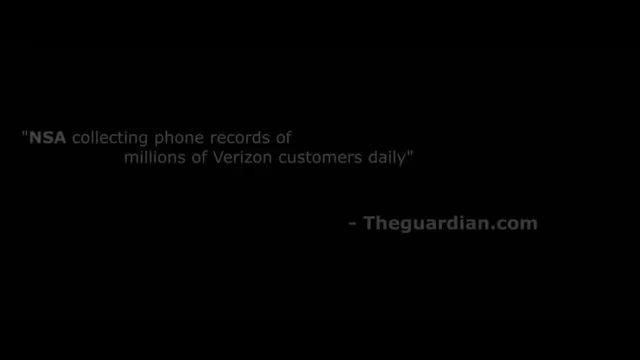 "NSA collecting phone records of
millions of Verizon customers daily"
- Theguardian.com